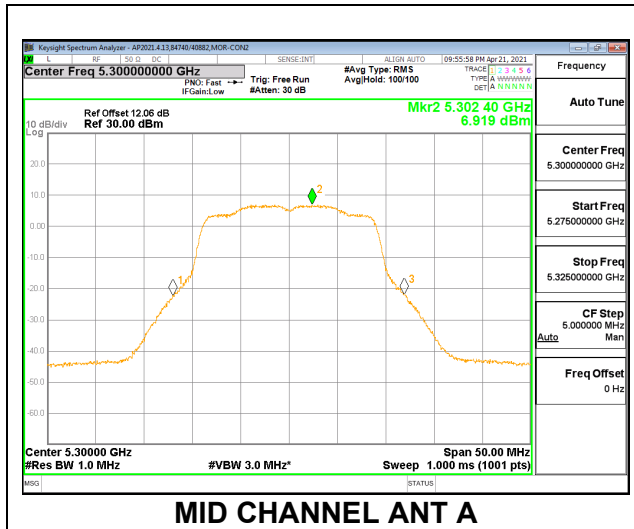 Keysight Spectrum Analyzer - AP2021.4.13,84740/40882,MOR-CON2
L RF 50 Ω DC SENSE:INT ALIGN AUTO 09:55:58 PM Apr 21, 2021
Center Freq 5.300000000 GHz
PNO: Fast
IFGain:Low
Trig: Free Run
#Atten: 30 dB
#Avg Type: RMS
Avg|Hold: 100/100
TRACE 1 2 3 4 5 6
TYPE A WWWWW
DET A N N N N N
Frequency
Auto Tune
Center Freq
5.300000000 GHz
Start Freq
5.275000000 GHz
Stop Freq
5.325000000 GHz
CF Step
5.000000 MHz
Auto Man
Freq Offset
0 Hz
Mkr2 5.302 40 GHz
6.919 dBm
Ref Offset 12.06 dB
10 dB/div Ref 30.00 dBm
Log
20.0
10.0
0.00
-10.0
-20.0
-30.0
-40.0
-50.0
-60.0
1
2
3
Center 5.30000 GHz Span 50.00 MHz
#Res BW 1.0 MHz #VBW 3.0 MHz* Sweep 1.000 ms (1001 pts)
MSG STATUS
MID CHANNEL ANT A